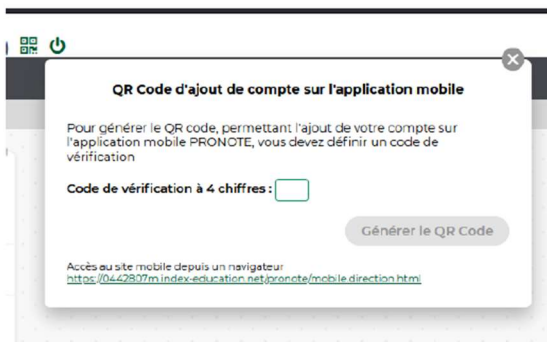 QR Code d'ajout de compte sur l'application mobile
Pour générer le QR code, permettant l'ajout de votre compte sur
l'application mobile PRONOTE, vous devez définir un code de
vérification
Code de vérification à 4 chiffres :
Générer le QR Code
Accès au site mobile depuis un navigateur
https://0442807m.index-education.net/pronote/mobile.direction.html